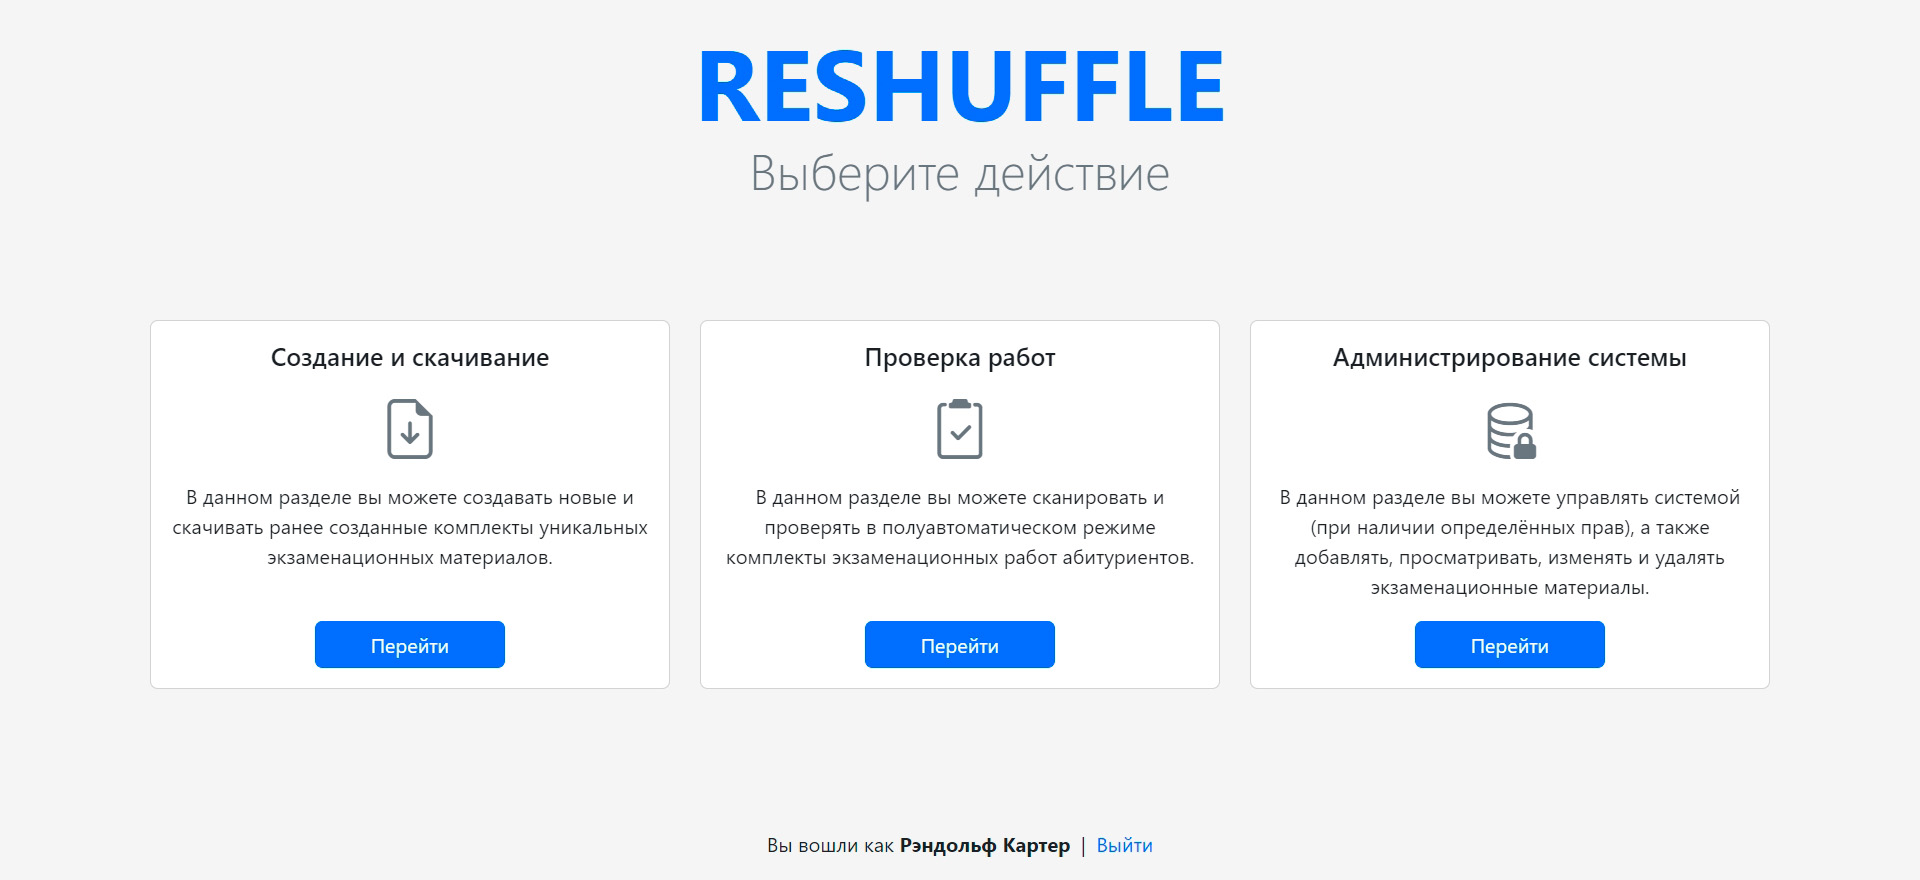 RESHUFFLE
Выберите действие
Создание и скачивание
В данном разделе вы можете создавать новые и
скачивать ранее созданные комплекты уникальных
экзаменационных материалов.
Перейти
Проверка работ
В данном разделе вы можете сканировать и
проверять в полуавтоматическом режиме
комплекты экзаменационных работ абитуриентов.
Перейти
Администрирование системы
В данном разделе вы можете управлять системой
(при наличии определённых прав), а также
добавлять, просматривать, изменять и удалять
экзаменационные материалы.
Перейти
Вы вошли как Рэндольф Картер | Выйти